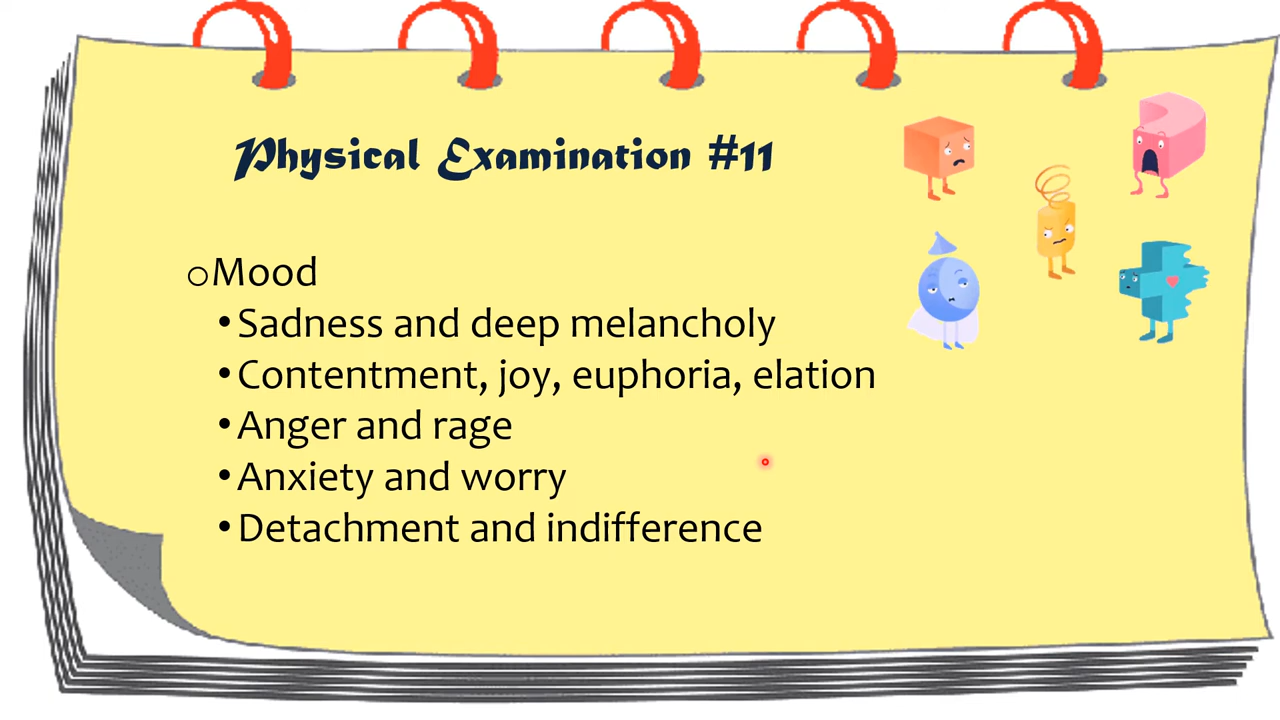 Physical Examination #11
oMood
•Sadness and deep melancholy
•Contentment, joy, euphoria, elation
•Anger and rage
•Anxiety and worry
•Detachment and indifference